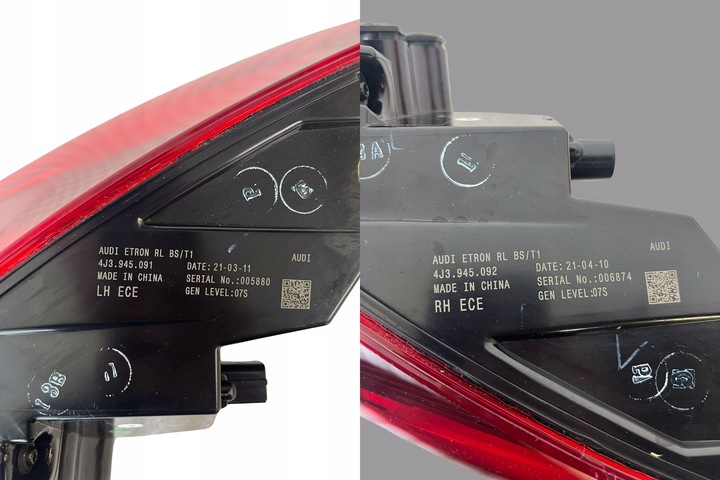 AUDI ETRON RL BS/T1 AUDI
4J3.945.091 DATE:21-03-11
MADE IN CHINA SERIAL No.:005880
LH ECE GEN LEVEL:07S
13B
AUDI ETRON RL BS/T1 AUDI
4J3.945.092 DATE:21-04-10
MADE IN CHINA SERIAL No.:006874
RH ECE GEN LEVEL:07S